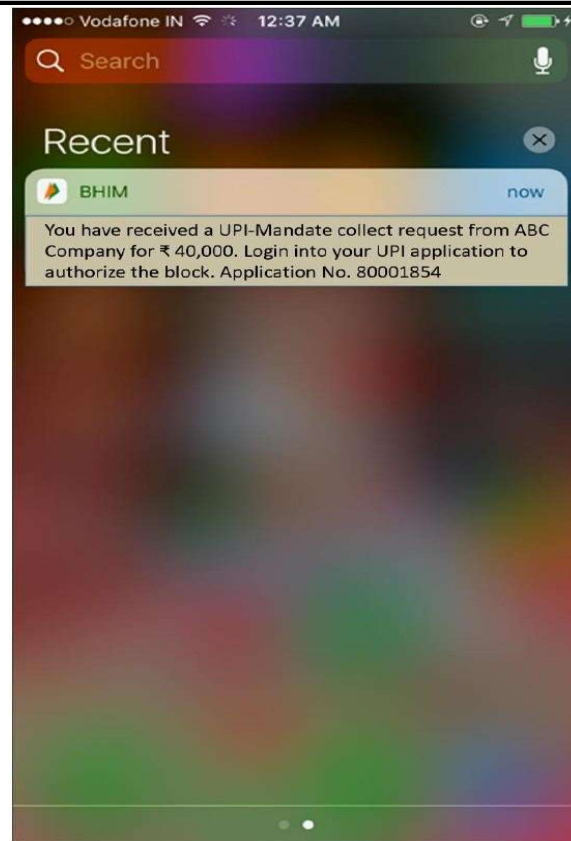 Vodafone IN 12:37 AM
Search
Recent
BHIM now
You have received a UPI-Mandate collect request from ABC
Company for ₹ 40,000. Login into your UPI application to
authorize the block. Application No. 80001854